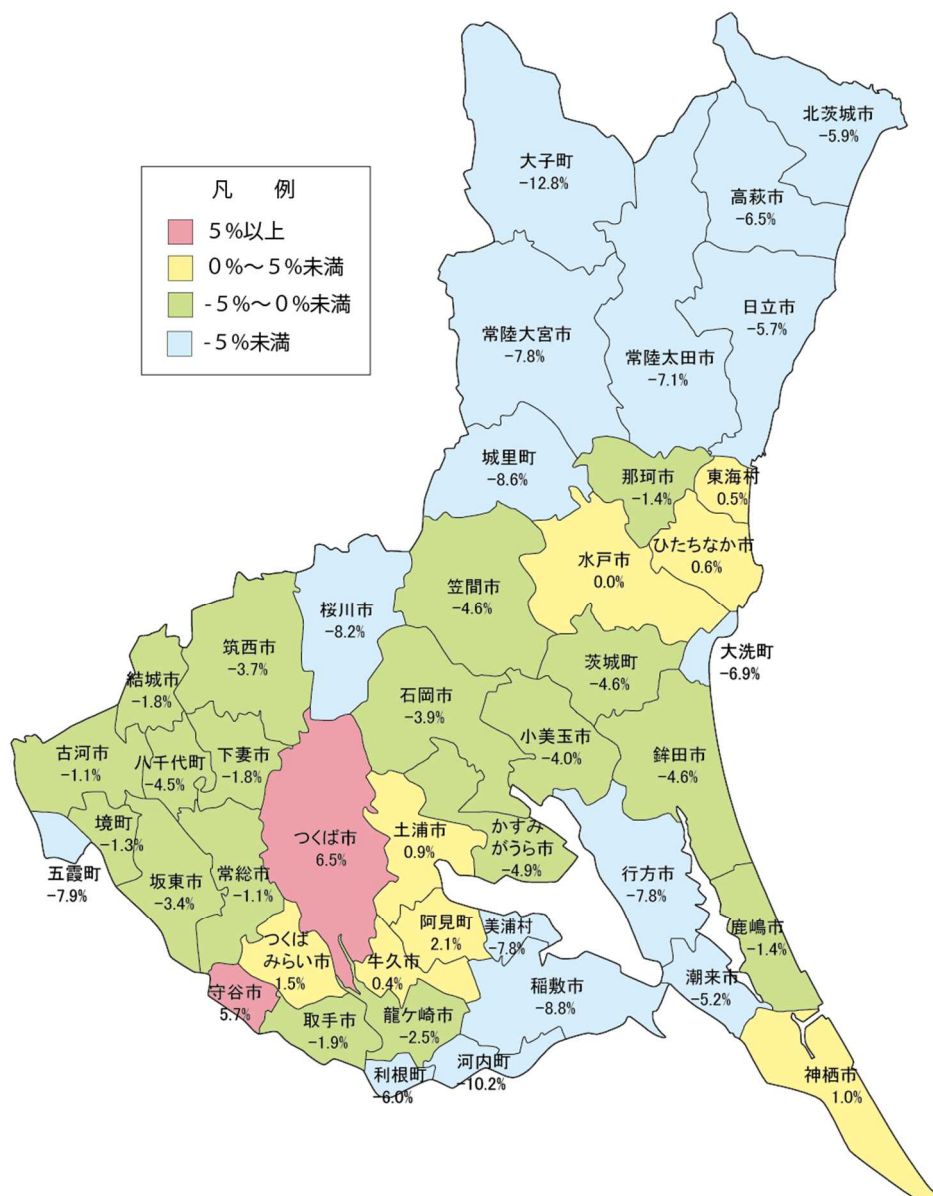 凡　例
5%以上
0%～5%未満
-5%～0%未満
-5%未満
北茨城市
-5.9%
大子町
-12.8%
高萩市
-6.5%
日立市
-5.7%
常陸大宮市
-7.8%
常陸太田市
-7.1%
城里町
-8.6%
那珂市
-1.4%
東海村
0.5%
ひたちなか市
0.6%
水戸市
0.0%
笠間市
-4.6%
桜川市
-8.2%
筑西市
-3.7%
結城市
-1.8%
茨城町
-4.6%
大洗町
-6.9%
石岡市
-3.9%
小美玉市
-4.0%
鉾田市
-4.6%
古河市
-1.1%
八千代町
-4.5%
下妻市
-1.8%
境町
-1.3%
五霞町
-7.9%
坂東市
-3.4%
常総市
-1.1%
つくば市
6.5%
土浦市
0.9%
かすみ
がうら市
-4.9%
行方市
-7.8%
鹿嶋市
-1.4%
阿見町
2.1%
美浦村
-7.8%
つくば
みらい市
1.5%
牛久市
0.4%
稲敷市
-8.8%
潮来市
-5.2%
守谷市
5.7%
取手市
-1.9%
龍ケ崎市
-2.5%
利根町
-6.0%
河内町
-10.2%
神栖市
1.0%